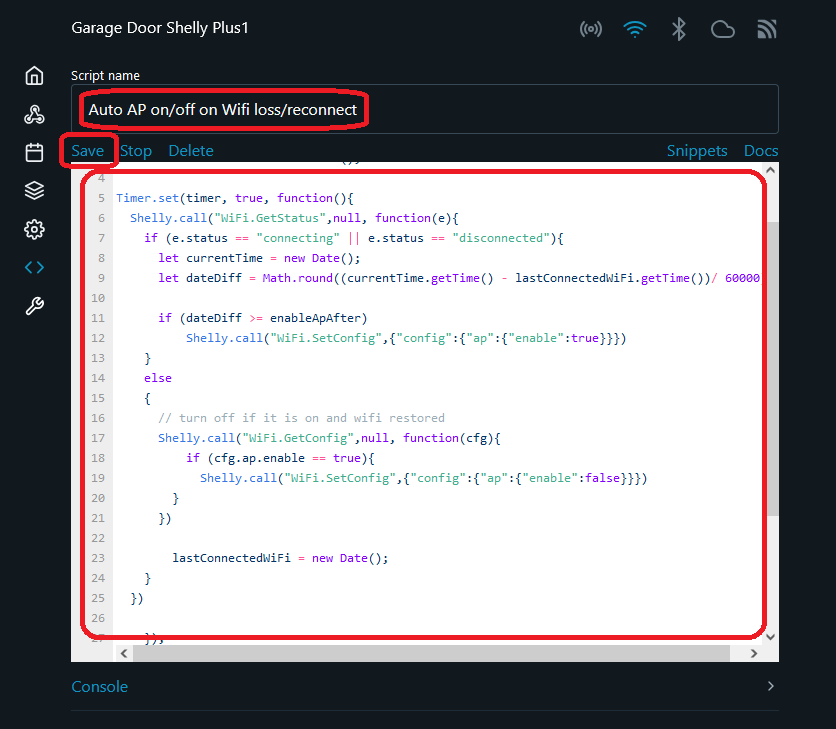 Garage Door Shelly Plus1
Script name
Auto AP on/off on Wifi loss/reconnect
Save Stop Delete Snippets Docs
4
5 Timer.set(timer, true, function(){
6 Shelly.call("WiFi.GetStatus",null, function(e){
7 if (e.status == "connecting" || e.status == "disconnected"){
8 let currentTime = new Date();
9 let dateDiff = Math.round((currentTime.getTime() - lastConnectedWiFi.getTime())/ 60000
10
11 if (dateDiff >= enableApAfter)
12 Shelly.call("WiFi.SetConfig",{"config":{"ap":{"enable":true}}})
13 }
14 else
15 {
16 // turn off if it is on and wifi restored
17 Shelly.call("WiFi.GetConfig",null, function(cfg){
18 if (cfg.ap.enable == true){
19 Shelly.call("WiFi.SetConfig",{"config":{"ap":{"enable":false}}})
20 }
21 })
22
23 lastConnectedWiFi = new Date();
24 }
25 })
26
27 });
Console